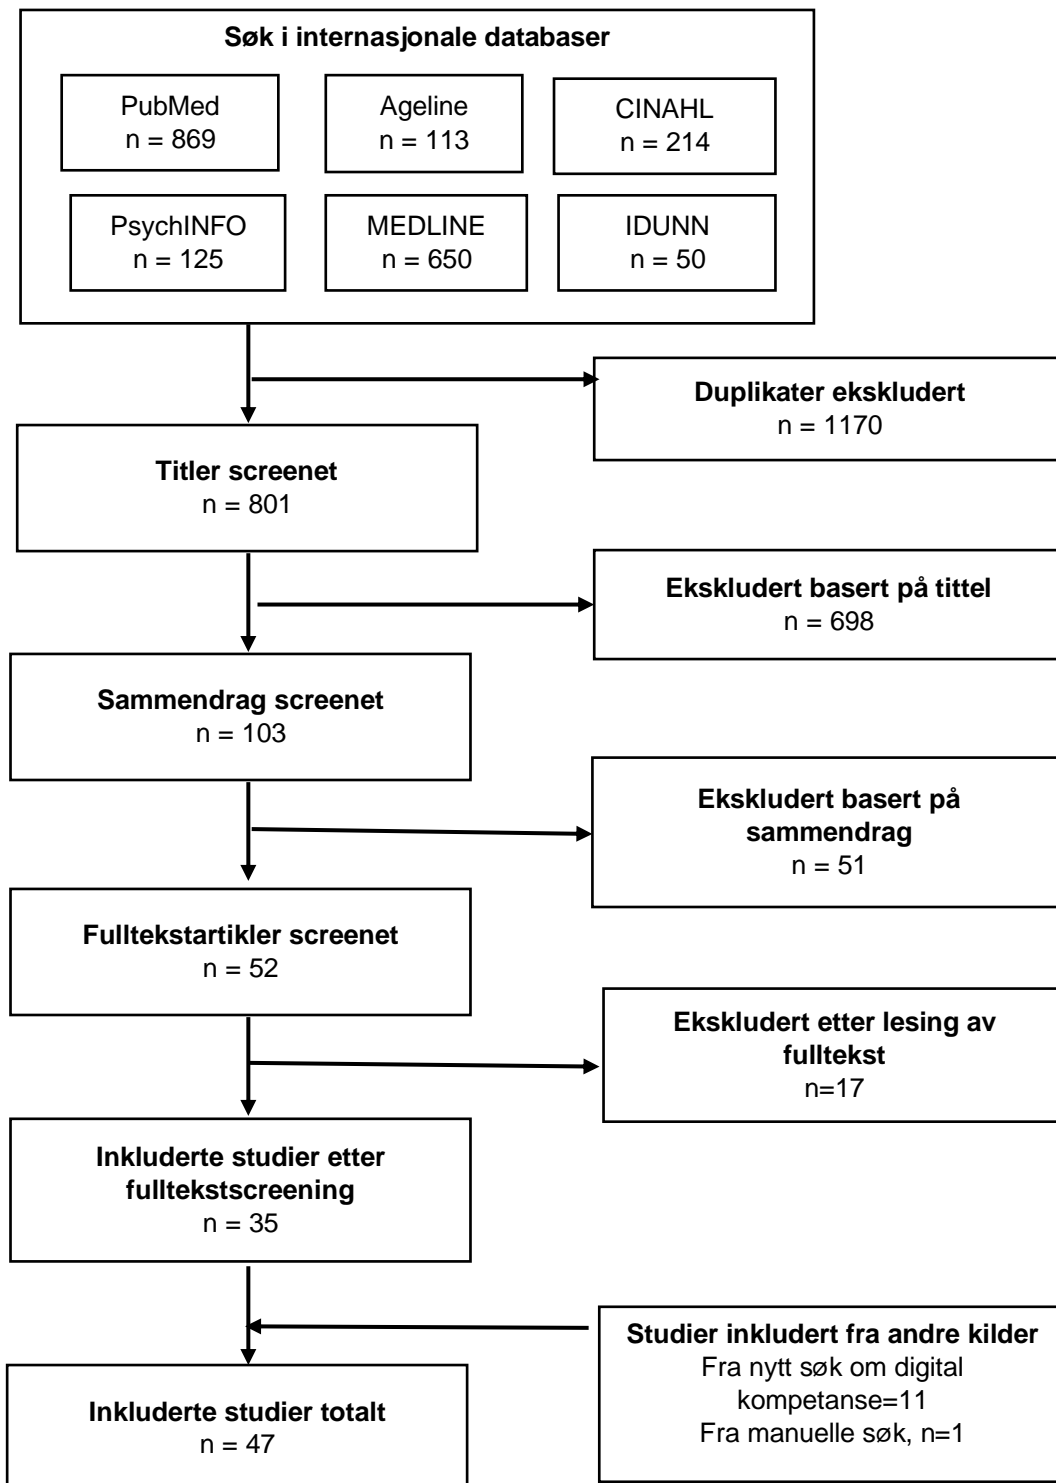 Søk i internasjonale databaser
PubMed
n = 869
Ageline
n = 113
CINAHL
n = 214
PsychINFO
n = 125
MEDLINE
n = 650
IDUNN
n = 50
Duplikater ekskludert
n = 1170
Titler screenet
n = 801
Ekskludert basert på tittel
n = 698
Sammendrag screenet
n = 103
Ekskludert basert på
sammendrag
n = 51
Fulltekstartikler screenet
n = 52
Ekskludert etter lesing av
fulltekst
n=17
Inkluderte studier etter
fulltekstscreening
n = 35
Studier inkludert fra andre kilder
Fra nytt søk om digital
kompetanse=11
Fra manuelle søk, n=1
Inkluderte studier totalt
n = 47